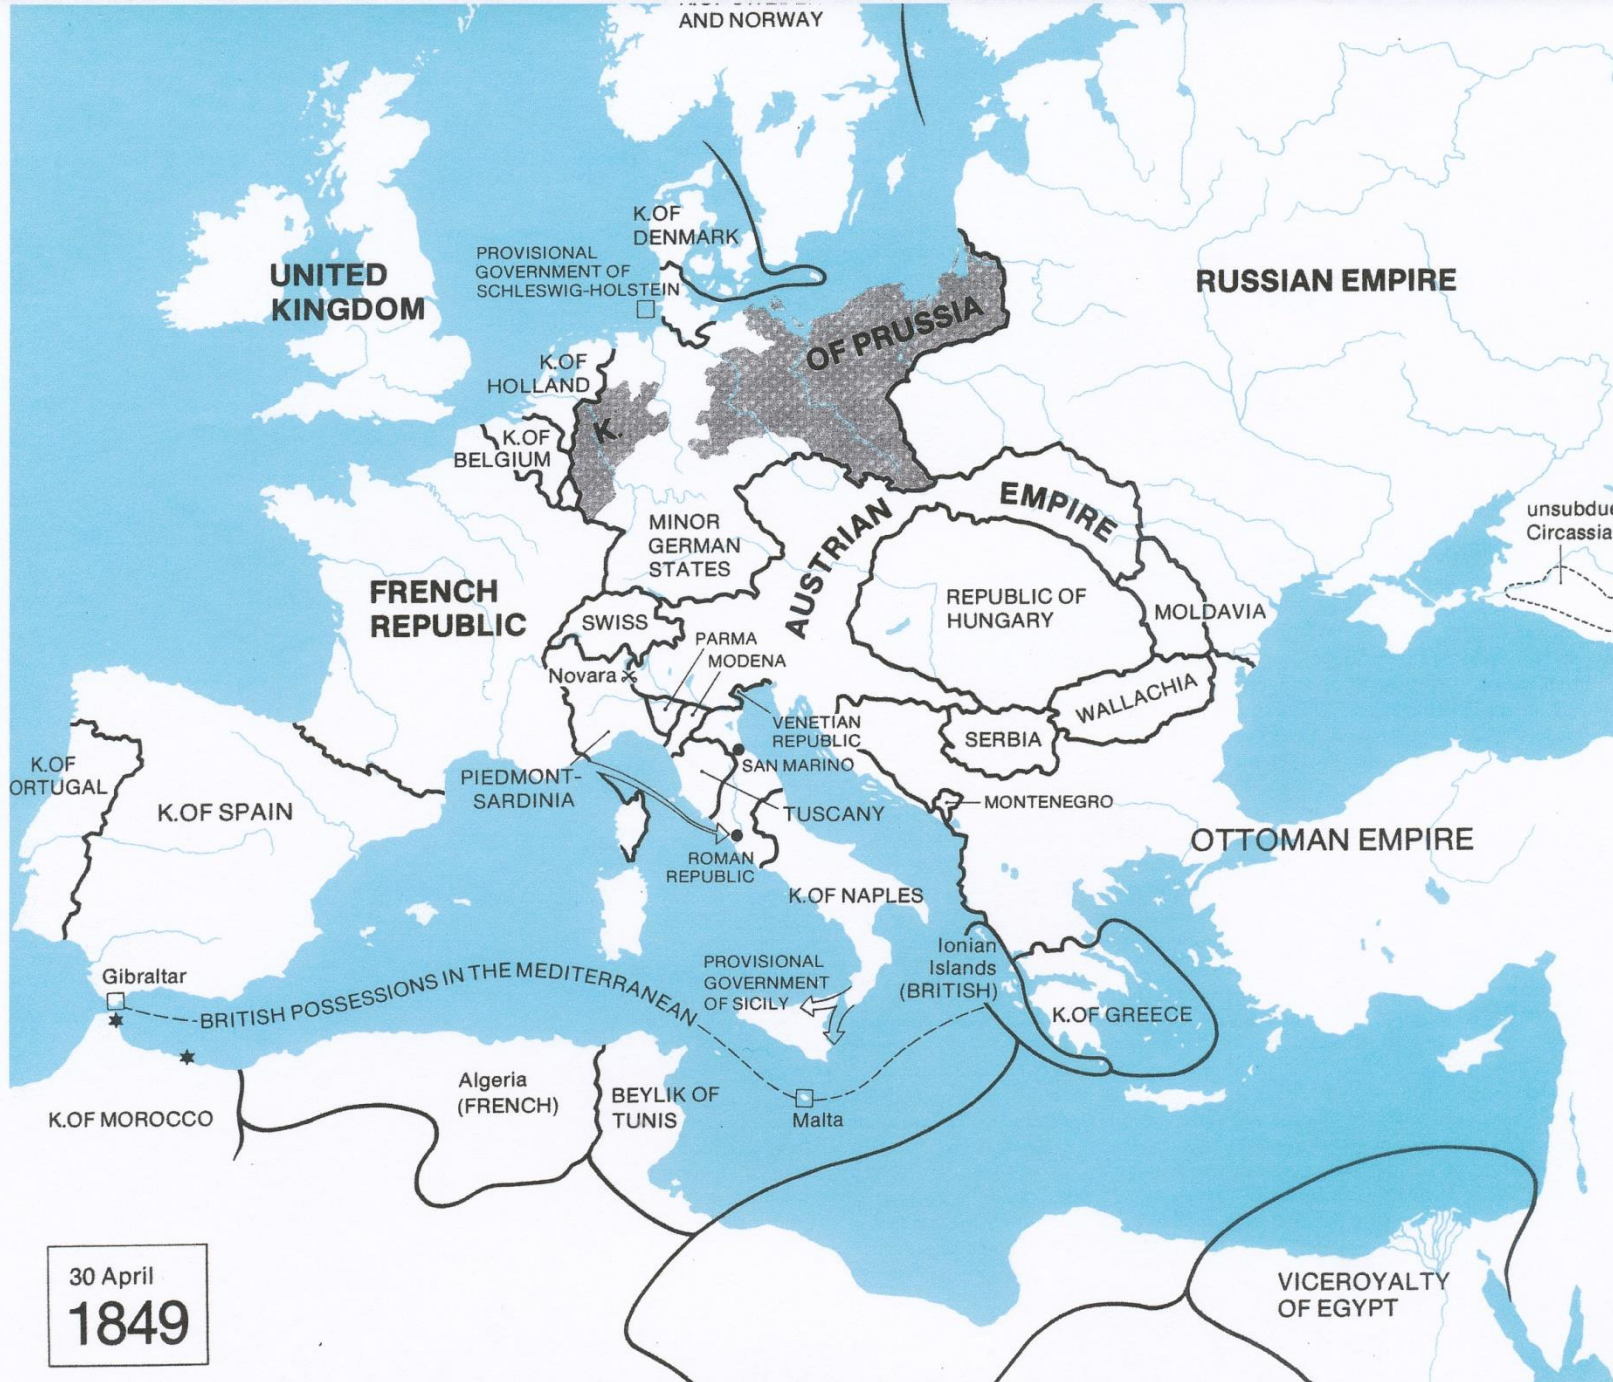 AND NORWAY
K.OF
DENMARK
PROVISIONAL
GOVERNMENT OF
SCHLESWIG-HOLSTEIN
UNITED
KINGDOM
RUSSIAN EMPIRE
K.OF
HOLLAND
K. OF PRUSSIA
K.OF
BELGIUM
MINOR
GERMAN
STATES
AUSTRIAN EMPIRE
unsubdue
Circassia
FRENCH
REPUBLIC
REPUBLIC OF
HUNGARY
MOLDAVIA
SWISS
PARMA
MODENA
Novara
WALLACHIA
VENETIAN
REPUBLIC
SERBIA
SAN MARINO
K.OF
ORTUGAL
K.OF SPAIN
PIEDMONT-
SARDINIA
TUSCANY
MONTENEGRO
OTTOMAN EMPIRE
ROMAN
REPUBLIC
K.OF NAPLES
Gibraltar
BRITISH POSSESSIONS IN THE MEDITERRANEAN
PROVISIONAL
GOVERNMENT
OF SICILY
Ionian
Islands
(BRITISH)
K.OF GREECE
K.OF MOROCCO
Algeria
(FRENCH)
BEYLIK OF
TUNIS
Malta
VICEROYALTY
OF EGYPT
30 April
1849